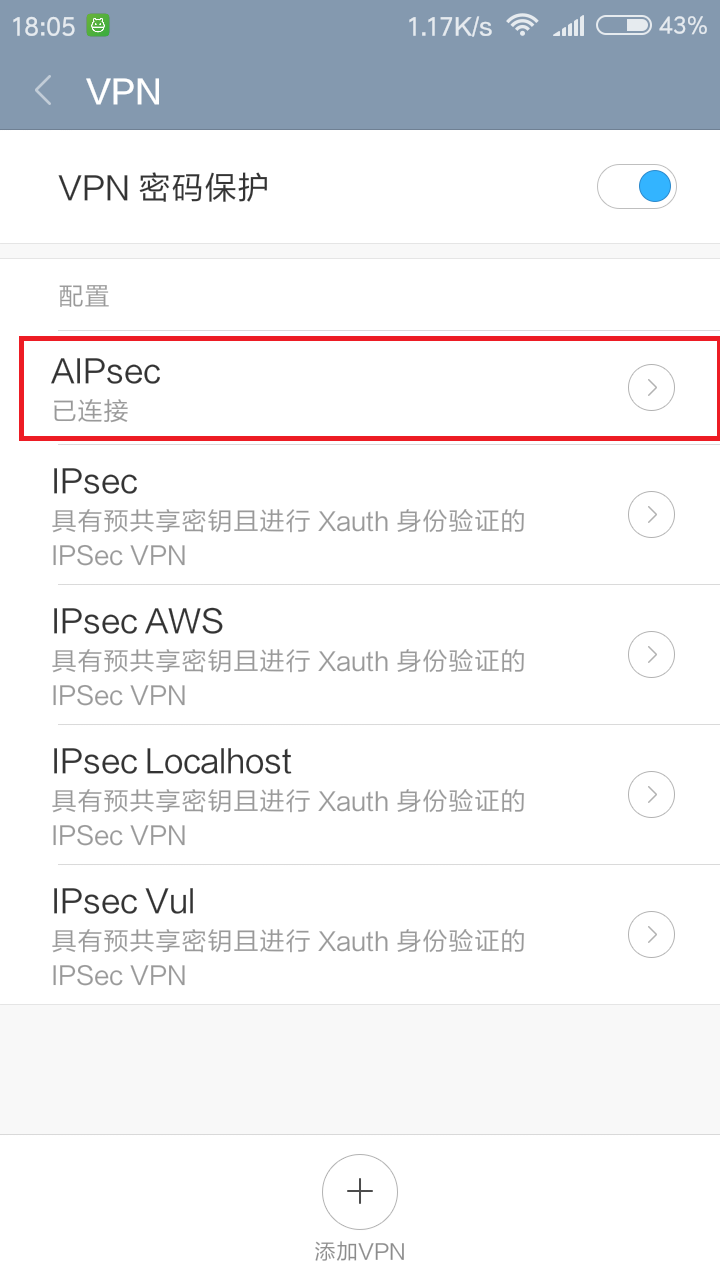 18:05 1.17K/s 43%
VPN
VPN 密码保护
配置
AIPsec
已连接
IPsec
具有预共享密钥且进行 Xauth 身份验证的
IPSec VPN
IPsec AWS
具有预共享密钥且进行 Xauth 身份验证的
IPSec VPN
IPsec Localhost
具有预共享密钥且进行 Xauth 身份验证的
IPSec VPN
IPsec Vul
具有预共享密钥且进行 Xauth 身份验证的
IPSec VPN
添加VPN